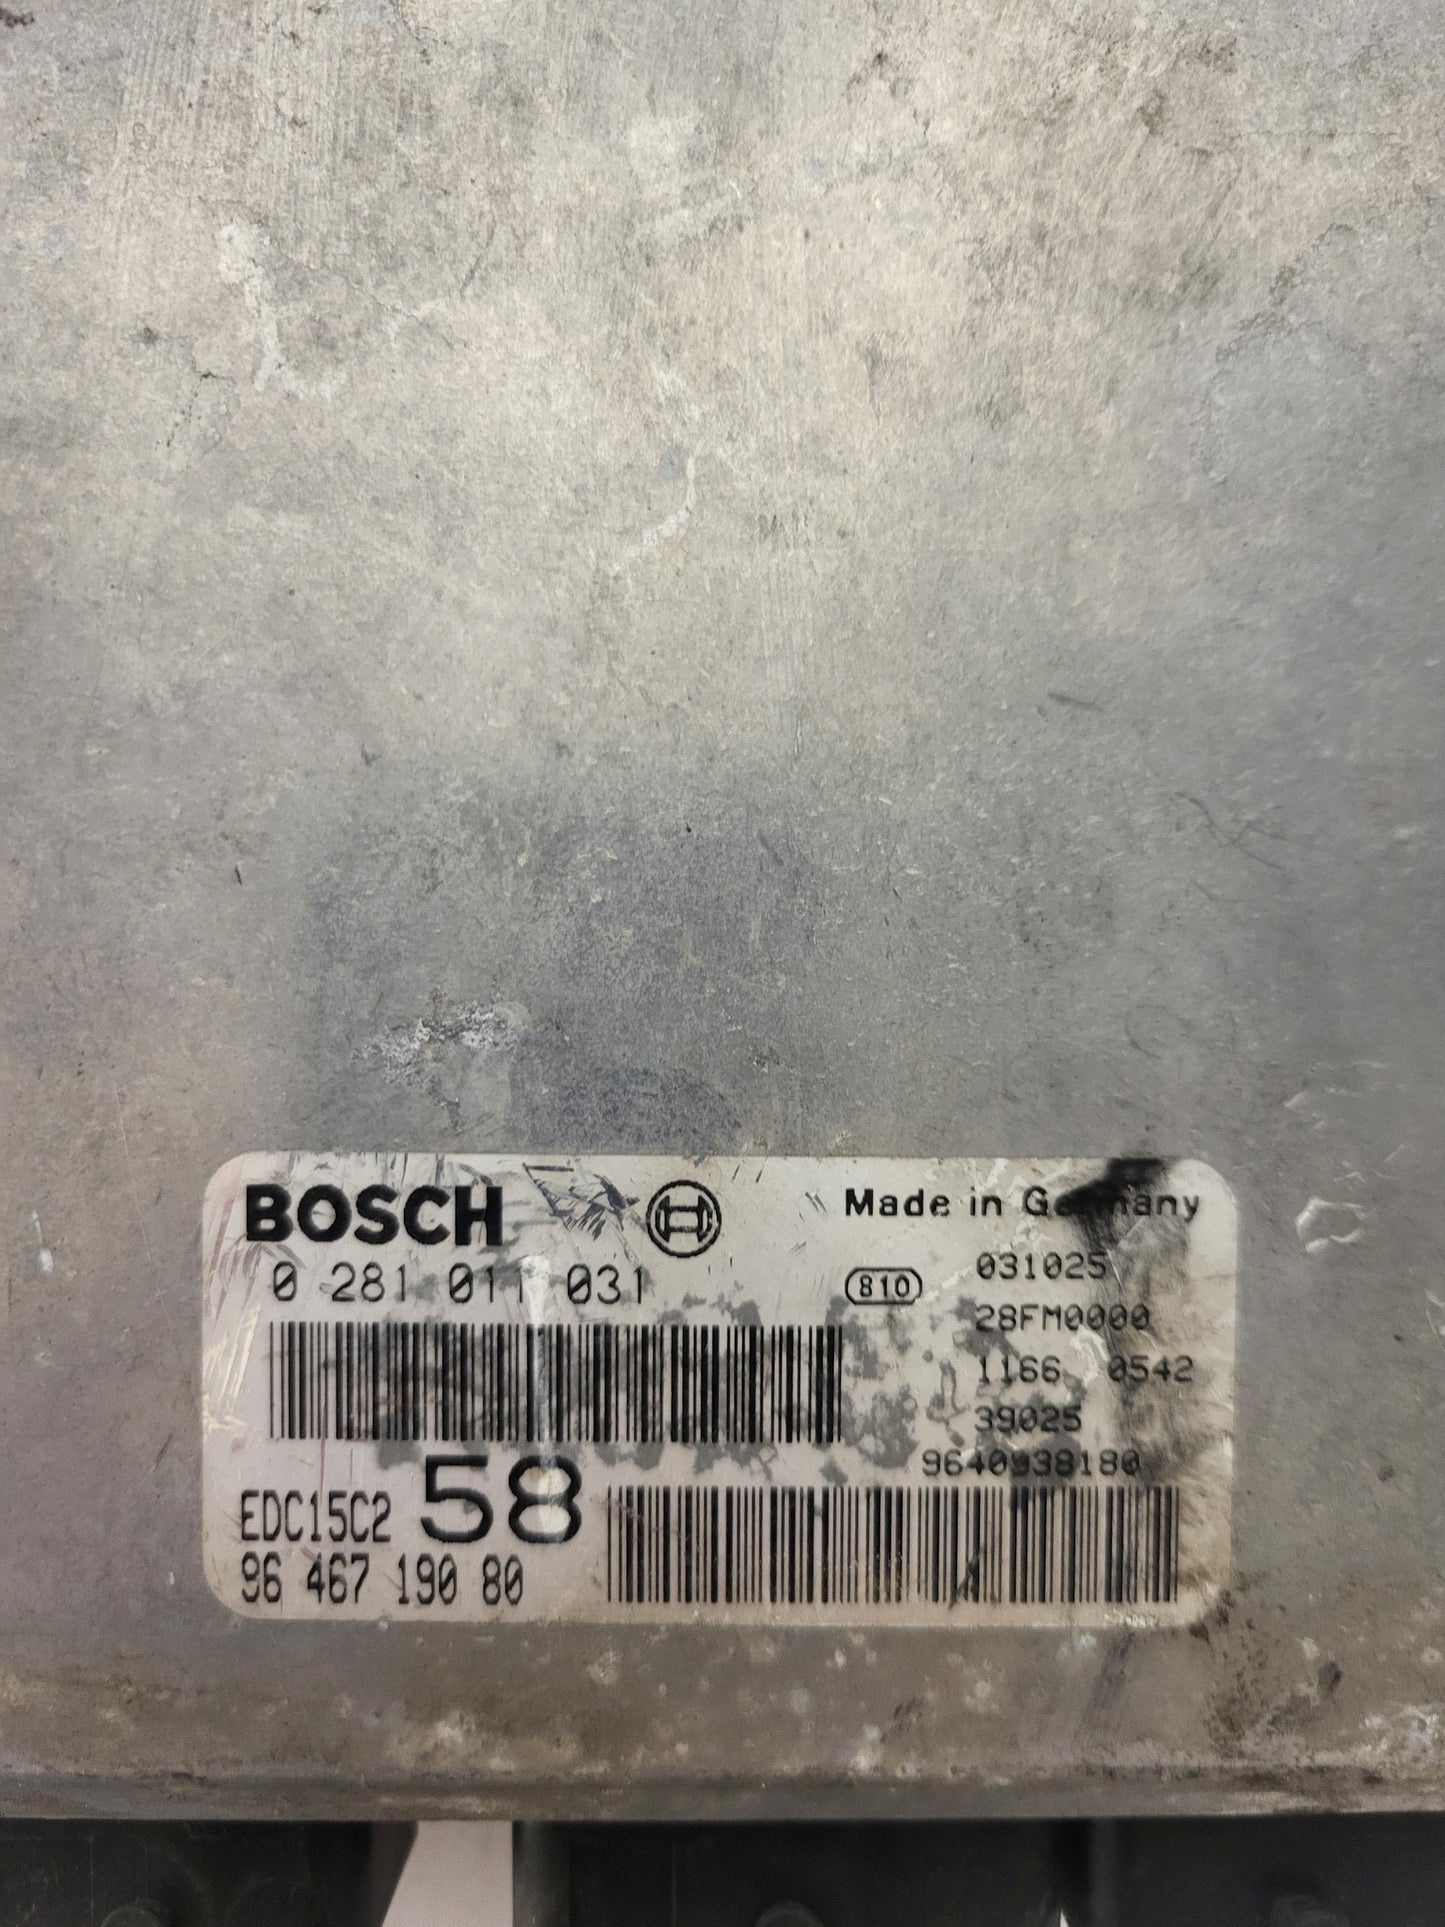 BOSCH
Made in Germany
0 281 011 031
810
031025
28FM0000
1166 0542
39025
9640938180
EDC15C2 58
96 467 190 80